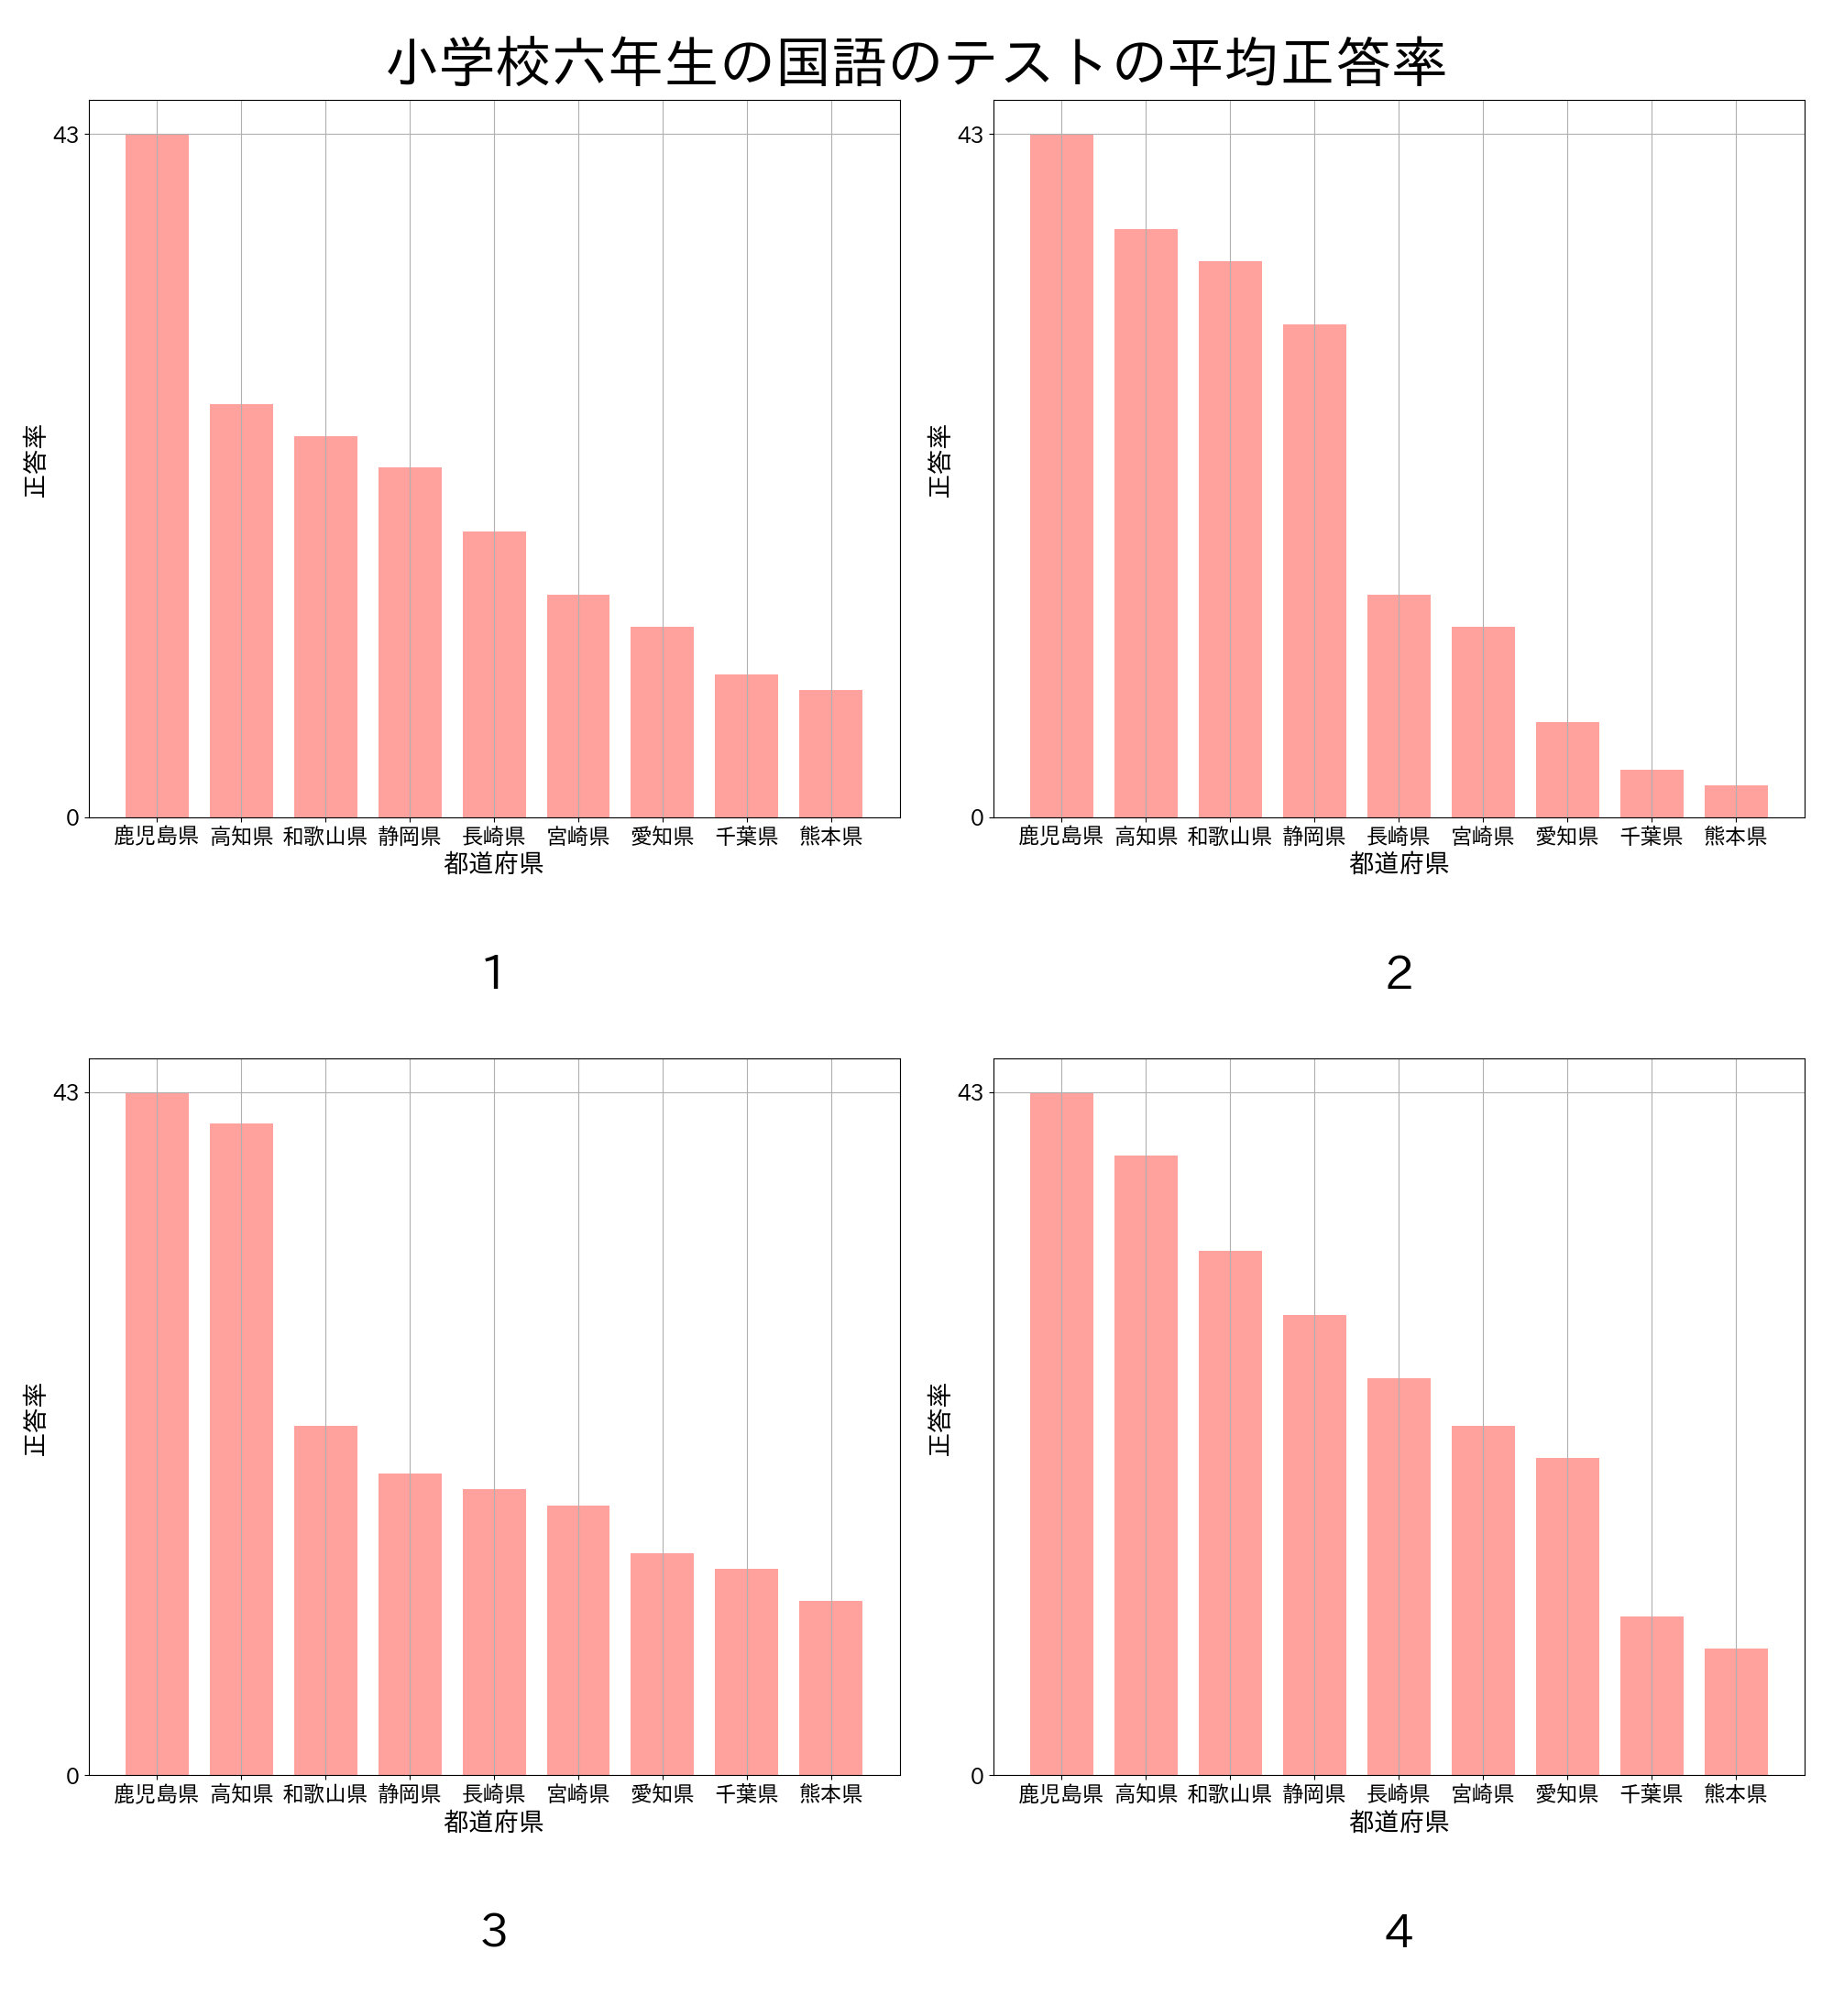 小学校六年生の国語のテストの平均正答率
43
正答率
0
鹿児島県 高知県 和歌山県 静岡県 長崎県 宮崎県 愛知県 千葉県 熊本県
都道府県
1
43
正答率
0
鹿児島県 高知県 和歌山県 静岡県 長崎県 宮崎県 愛知県 千葉県 熊本県
都道府県
2
43
正答率
0
鹿児島県 高知県 和歌山県 静岡県 長崎県 宮崎県 愛知県 千葉県 熊本県
都道府県
3
43
正答率
0
鹿児島県 高知県 和歌山県 静岡県 長崎県 宮崎県 愛知県 千葉県 熊本県
都道府県
4